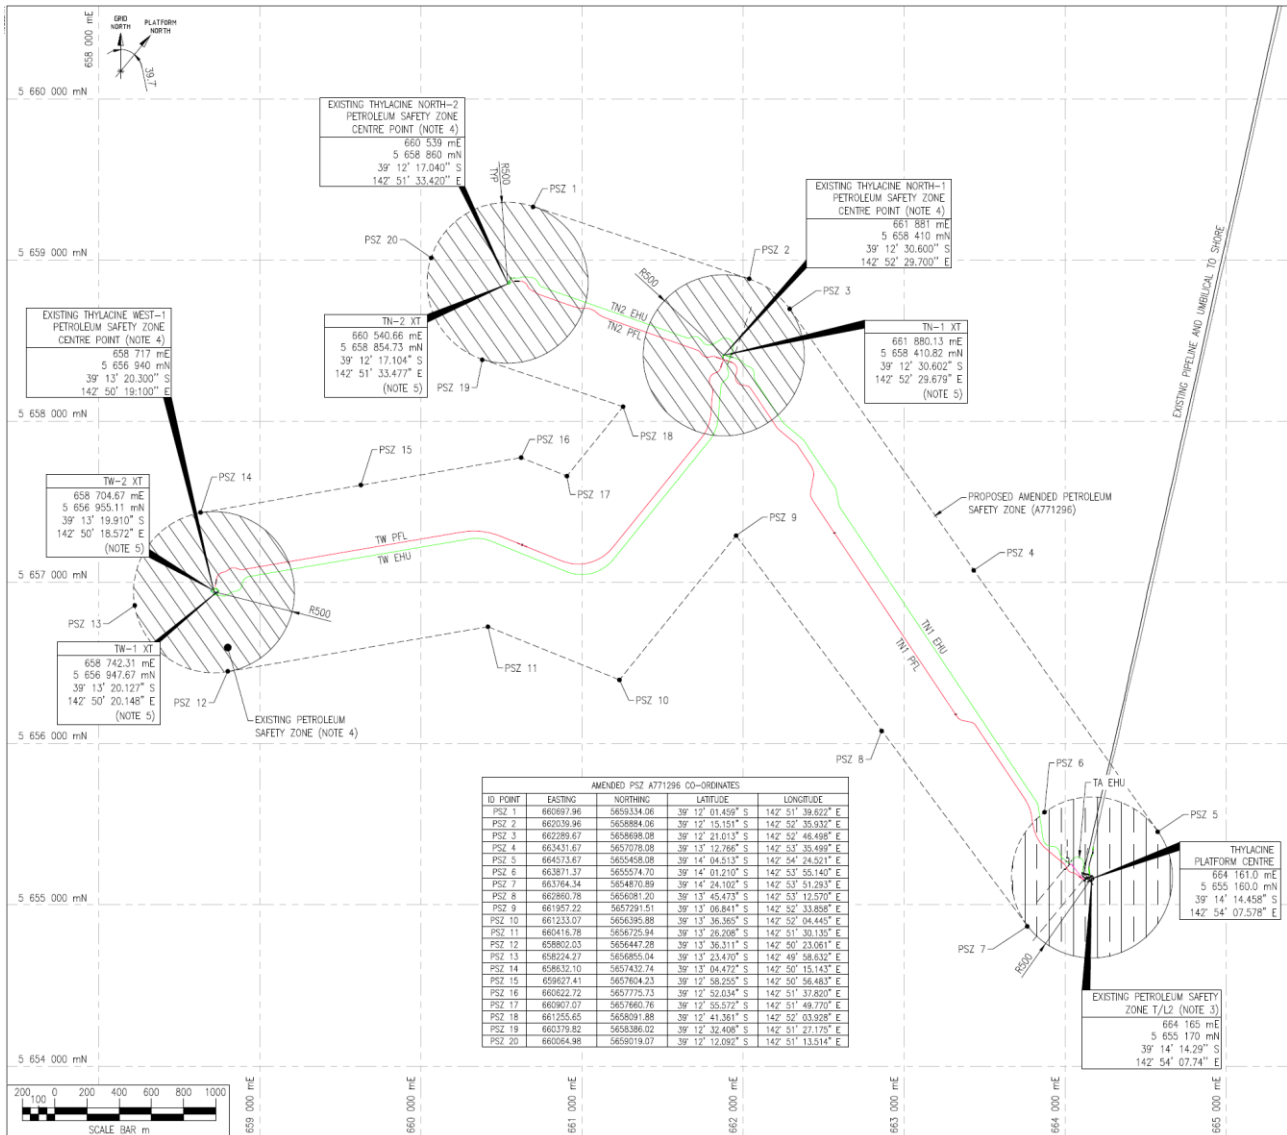 GRID
NORTH
PLATFORM
NORTH
39.7
658 000 mE
5 660 000 mN
5 659 000 mN
5 658 000 mN
5 657 000 mN
5 656 000 mN
5 655 000 mN
5 654 000 mN
EXISTING THYLACINE NORTH-2
PETROLEUM SAFETY ZONE
CENTRE POINT (NOTE 4)
660 539 mE
5 658 860 mN
39° 12' 17.040" S
142° 51' 33.420" E
R500
TYP
PSZ 1
PSZ 20
EXISTING THYLACINE NORTH-1
PETROLEUM SAFETY ZONE
CENTRE POINT (NOTE 4)
661 881 mE
5 658 410 mN
39° 12' 30.600" S
142° 52' 29.700" E
PSZ 2
PSZ 3
R500
EXISTING PIPELINE AND UMBILICAL TO SHORE
EXISTING THYLACINE WEST-1
PETROLEUM SAFETY ZONE
CENTRE POINT (NOTE 4)
658 717 mE
5 656 940 mN
39° 13' 20.300" S
142° 50' 19.100" E
TN-2 XT
660 540.66 mE
5 658 854.73 mN
39° 12' 17.104" S
142° 51' 33.477" E
(NOTE 5)
TN2 EHU
TN2 PFL
TN-1 XT
661 880.13 mE
5 658 410.82 mN
39° 12' 30.602" S
142° 52' 29.679" E
(NOTE 5)
PSZ 19
PSZ 18
PSZ 16
PSZ 15
PSZ 17
PSZ 14
TW-2 XT
658 704.67 mE
5 656 955.11 mN
39° 13' 19.910" S
142° 50' 18.572" E
(NOTE 5)
PROPOSED AMENDED PETROLEUM
SAFETY ZONE (A771296)
PSZ 9
PSZ 4
TW PFL
TW EHU
R500
PSZ 13
TW-1 XT
658 742.31 mE
5 656 947.67 mN
39° 13' 20.127" S
142° 50' 20.148" E
(NOTE 5)
PSZ 12
PSZ 11
PSZ 10
EXISTING PETROLEUM
SAFETY ZONE (NOTE 4)
TN1 EHU
TN1 PFL
PSZ 8
PSZ 6
TA EHU
PSZ 5
THYLACINE
PLATFORM CENTRE
664 161.0 mE
5 655 160.0 mN
39° 14' 14.458" S
142° 54' 07.578" E
PSZ 7
R500
EXISTING PETROLEUM SAFETY
ZONE T/L2 (NOTE 3)
664 165 mE
5 655 170 mN
39° 14' 14.29" S
142° 54' 07.74" E
AMENDED PSZ A771296 CO-ORDINATES
ID POINT EASTING NORTHING LATITUDE LONGITUDE
PSZ 1 660697.96 5659334.06 39° 12' 01.459" S 142° 51' 39.622" E
PSZ 2 662039.96 5658884.06 39° 12' 15.151" S 142° 52' 35.932" E
PSZ 3 662289.67 5658698.08 39° 12' 21.013" S 142° 52' 46.498" E
PSZ 4 663431.67 5657078.08 39° 13' 12.766" S 142° 53' 35.499" E
PSZ 5 664573.67 5655458.08 39° 14' 04.513" S 142° 54' 24.521" E
PSZ 6 663871.37 5655574.70 39° 14' 01.210" S 142° 53' 55.140" E
PSZ 7 663764.34 5654870.89 39° 14' 24.102" S 142° 53' 51.293" E
PSZ 8 662860.78 5656081.20 39° 13' 45.473" S 142° 53' 12.570" E
PSZ 9 661957.22 5657291.51 39° 13' 06.841" S 142° 52' 33.858" E
PSZ 10 661233.07 5656395.88 39° 13' 36.365" S 142° 52' 04.445" E
PSZ 11 660416.78 5656725.94 39° 13' 26.208" S 142° 51' 30.135" E
PSZ 12 658802.03 5656447.28 39° 13' 36.311" S 142° 50' 23.061" E
PSZ 13 658224.27 5656855.04 39° 13' 23.470" S 142° 49' 58.632" E
PSZ 14 658632.10 5657432.74 39° 13' 04.472" S 142° 50' 15.143" E
PSZ 15 659627.41 5657604.23 39° 12' 58.255" S 142° 50' 56.483" E
PSZ 16 660622.72 5657775.73 39° 12' 52.034" S 142° 51' 37.820" E
PSZ 17 660907.07 5657660.76 39° 12' 55.572" S 142° 51' 49.770" E
PSZ 18 661255.65 5658091.88 39° 12' 41.361" S 142° 52' 03.928" E
PSZ 19 660379.82 5658386.02 39° 12' 32.408" S 142° 51' 27.175" E
PSZ 20 660064.98 5659019.07 39° 12' 12.092" S 142° 51' 13.514" E
200 100 0 200 400 600 800 1000
SCALE BAR m
659 000 mE
660 000 mE
661 000 mE
662 000 mE
663 000 mE
664 000 mE
665 000 mE